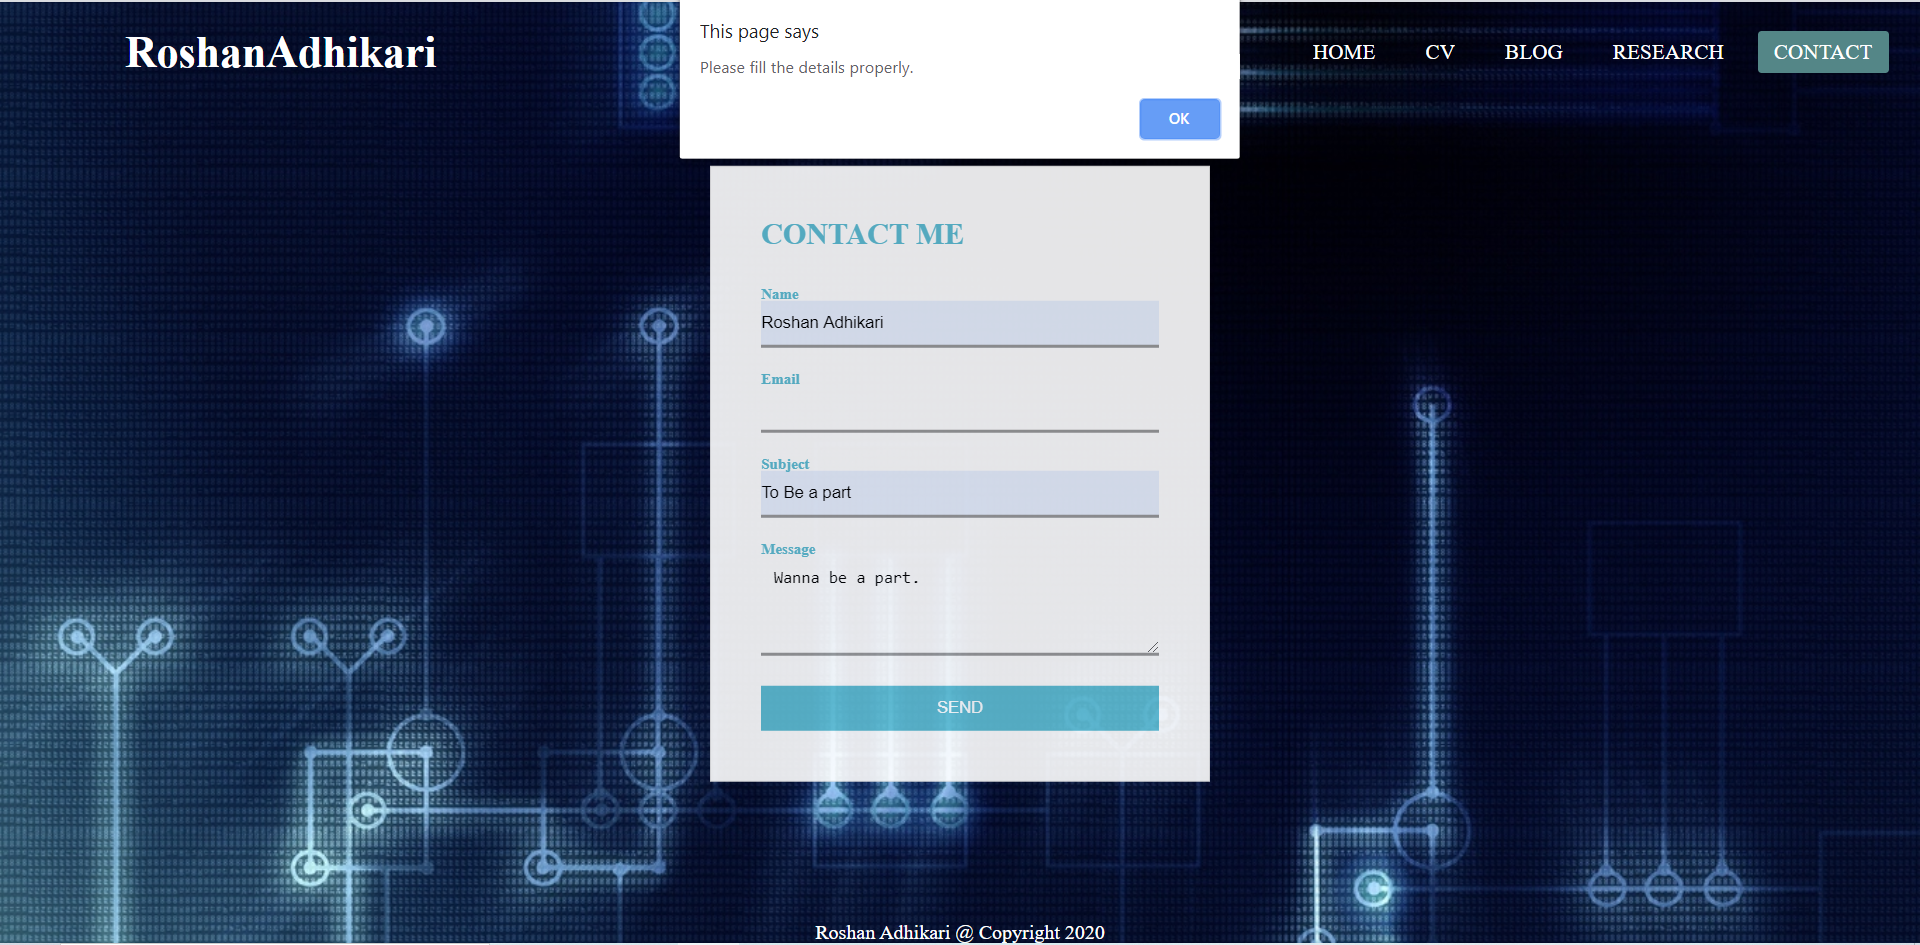 RoshanAdhikari
HOME CV BLOG RESEARCH CONTACT
This page says
Please fill the details properly.
OK
CONTACT ME
Name
Roshan Adhikari
Email
Subject
To Be a part
Message
Wanna be a part.
SEND
Roshan Adhikari @ Copyright 2020